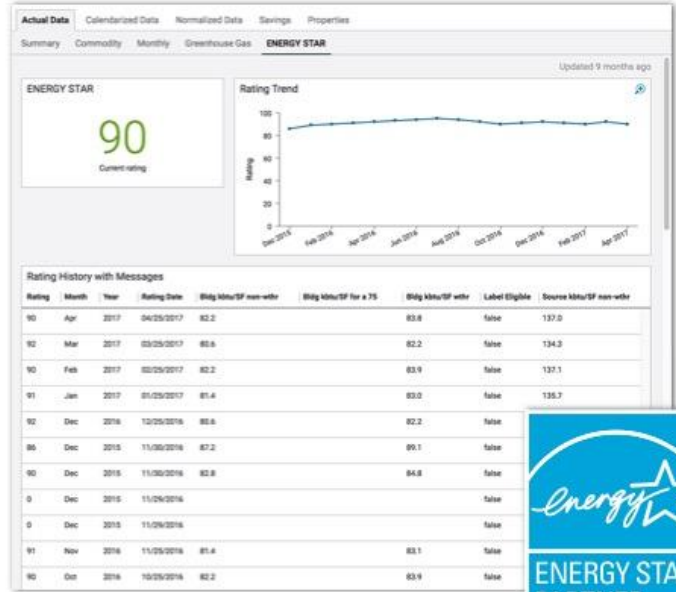 Actual Data Calendarized Data Normalized Data Savings Properties
Summary Commodity Monthly Greenhouse Gas ENERGY STAR
Updated 9 months ago
ENERGY STAR
90
Current rating
Rating Trend
Rating
100
80
60
40
20
0
Dec 2015 Feb 2016 Apr 2016 Jun 2016 Aug 2016 Oct 2016 Dec 2016 Feb 2017 Apr 2017
Rating History with Messages
Rating Month Year Rating Date Bldg kbtu/SF non-wthr Bldg kbtu/SF for a 75 Bldg kbtu/SF wthr Label Eligible Source kbtu/SF non-wthr
90 Apr 2017 04/25/2017 82.2 83.8 false 137.0
92 Mar 2017 03/25/2017 80.6 82.2 false 134.3
90 Feb 2017 02/25/2017 82.2 83.9 false 137.1
91 Jan 2017 01/25/2017 81.4 83.0 false 135.7
92 Dec 2016 12/25/2016 80.6 82.2 false
86 Dec 2015 11/30/2016 87.2 89.1 false
90 Dec 2015 11/30/2016 82.8 84.8 false
0 Dec 2015 11/29/2016 false
0 Dec 2015 11/29/2016 false
91 Nov 2016 11/25/2016 81.4 83.1 false
90 Oct 2016 10/25/2016 82.2 83.9 false
energy
ENERGY STA